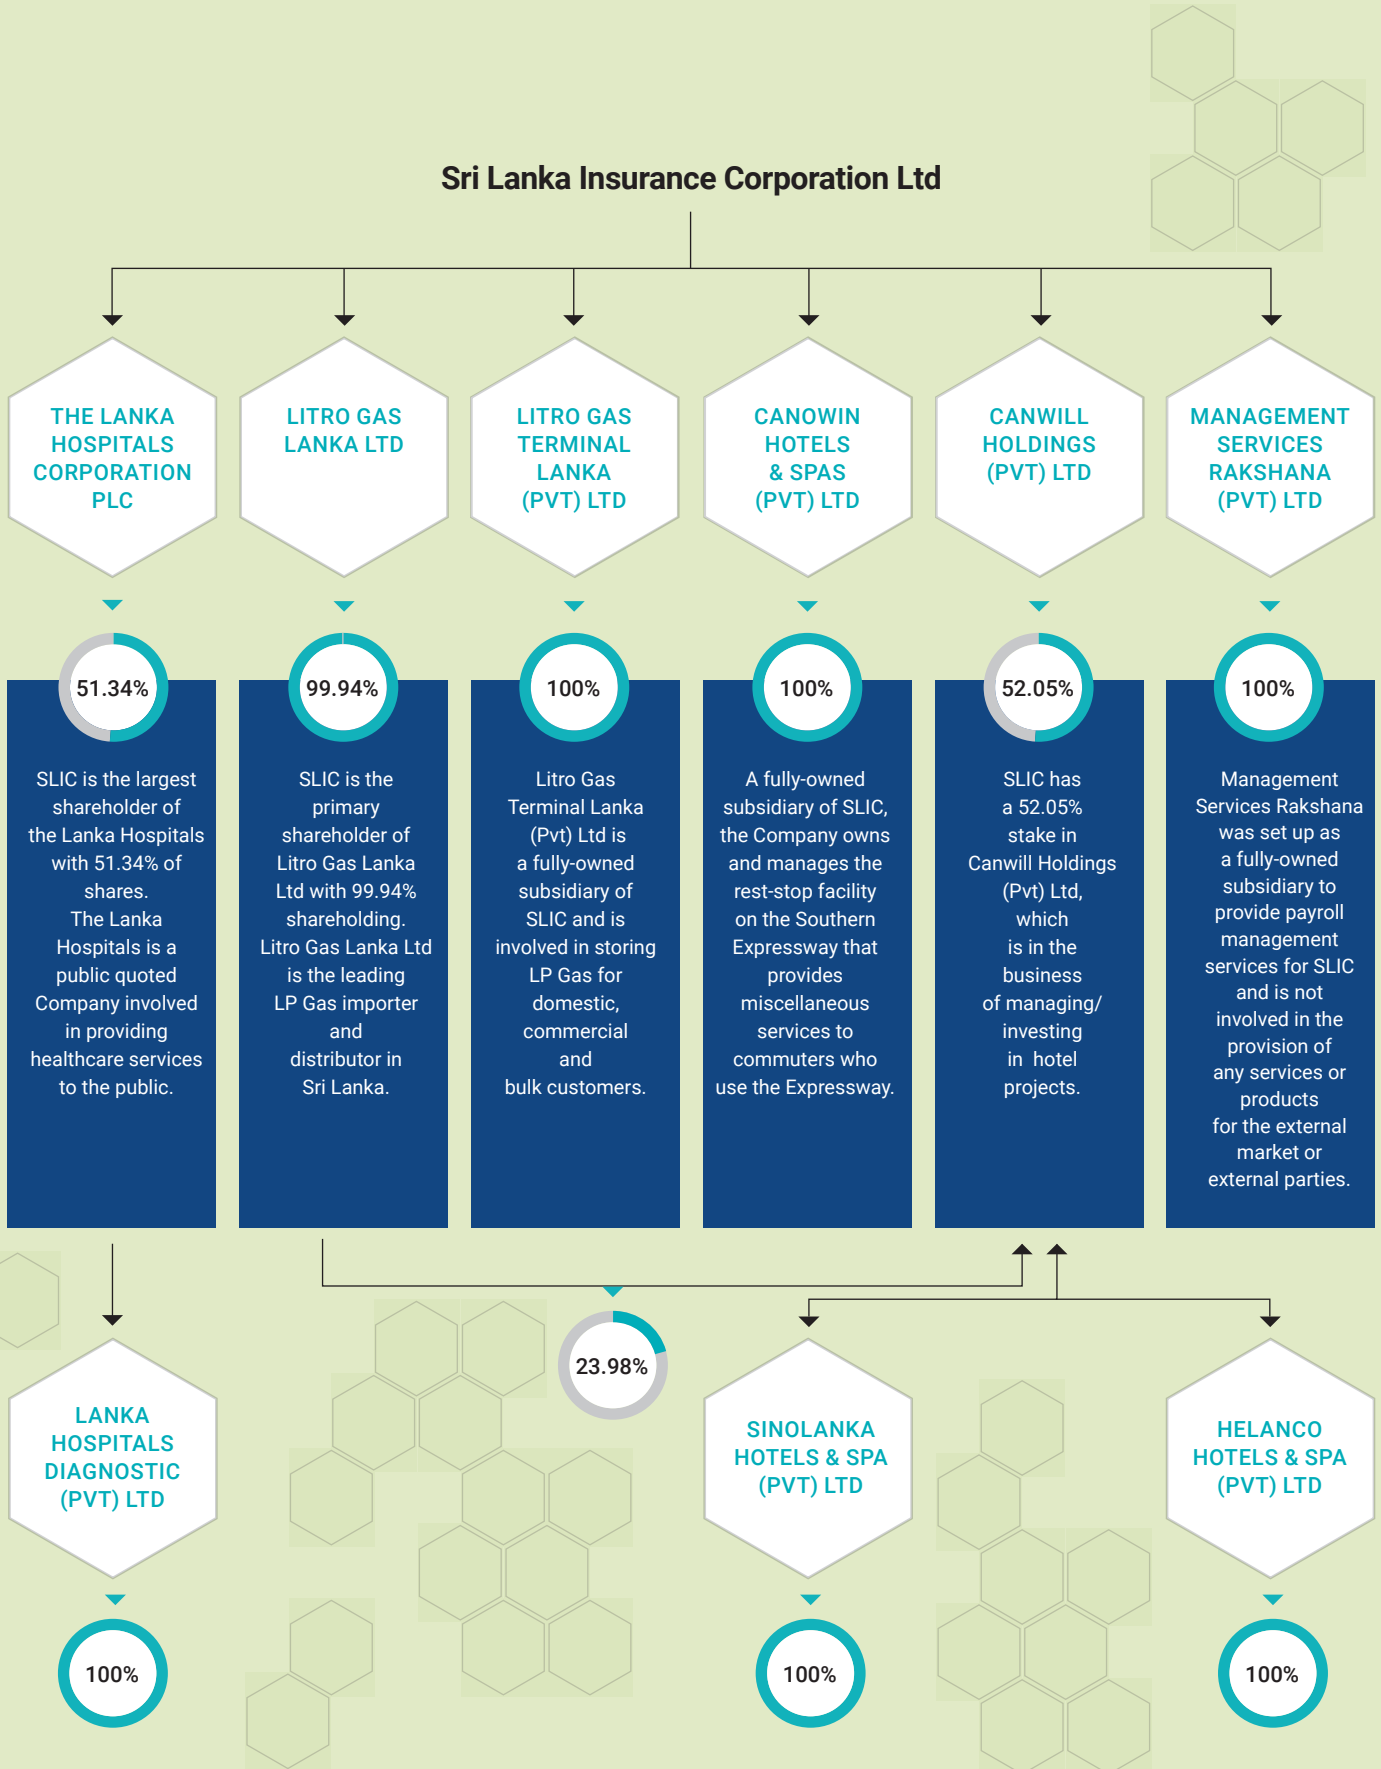 Sri Lanka Insurance Corporation Ltd
THE LANKA
HOSPITALS
CORPORATION
PLC
LITRO GAS
LANKA LTD
LITRO GAS
TERMINAL
LANKA
(PVT) LTD
CANOWIN
HOTELS
& SPAS
(PVT) LTD
CANWILL
HOLDINGS
(PVT) LTD
MANAGEMENT
SERVICES
RAKSHANA
(PVT) LTD
51.34%
SLIC is the largest
shareholder of
the Lanka Hospitals
with 51.34% of
shares.
The Lanka
Hospitals is a
public quoted
Company involved
in providing
healthcare services
to the public.
99.94%
SLIC is the
primary
shareholder of
Litro Gas Lanka
Ltd with 99.94%
shareholding.
Litro Gas Lanka Ltd
is the leading
LP Gas importer
and
distributor in
Sri Lanka.
100%
Litro Gas
Terminal Lanka
(Pvt) Ltd is
a fully-owned
subsidiary of
SLIC and is
involved in storing
LP Gas for
domestic,
commercial
and
bulk customers.
100%
A fully-owned
subsidiary of SLIC,
the Company owns
and manages the
rest-stop facility
on the Southern
Expressway that
provides
miscellaneous
services to
commuters who
use the Expressway.
52.05%
SLIC has
a 52.05%
stake in
Canwill Holdings
(Pvt) Ltd,
which
is in the
business
of managing/
investing
in hotel
projects.
100%
Management
Services Rakshana
was set up as
a fully-owned
subsidiary to
provide payroll
management
services for SLIC
and is not
involved in the
provision of
any services or
products
for the external
market or
external parties.
23.98%
LANKA
HOSPITALS
DIAGNOSTIC
(PVT) LTD
100%
SINOLANKA
HOTELS & SPA
(PVT) LTD
100%
HELANCO
HOTELS & SPA
(PVT) LTD
100%